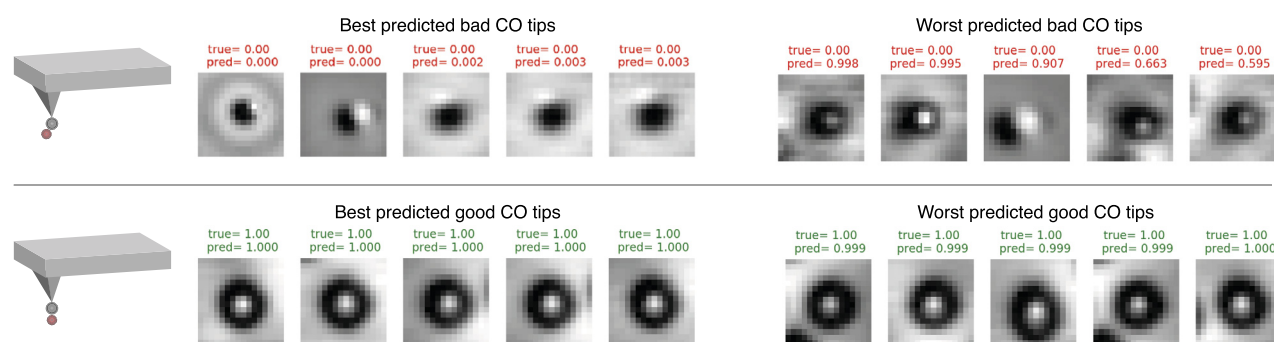 Best predicted bad CO tips
Worst predicted bad CO tips
true= 0.00 true= 0.00 true= 0.00 true= 0.00 true= 0.00
pred= 0.000 pred= 0.000 pred= 0.002 pred= 0.003 pred= 0.003
true= 0.00 true= 0.00 true= 0.00 true= 0.00 true= 0.00
pred= 0.998 pred= 0.995 pred= 0.907 pred= 0.663 pred= 0.595
Best predicted good CO tips
Worst predicted good CO tips
true= 1.00 true= 1.00 true= 1.00 true= 1.00 true= 1.00
pred= 1.000 pred= 1.000 pred= 1.000 pred= 1.000 pred= 1.000
true= 1.00 true= 1.00 true= 1.00 true= 1.00 true= 1.00
pred= 0.999 pred= 0.999 pred= 0.999 pred= 0.999 pred= 1.000